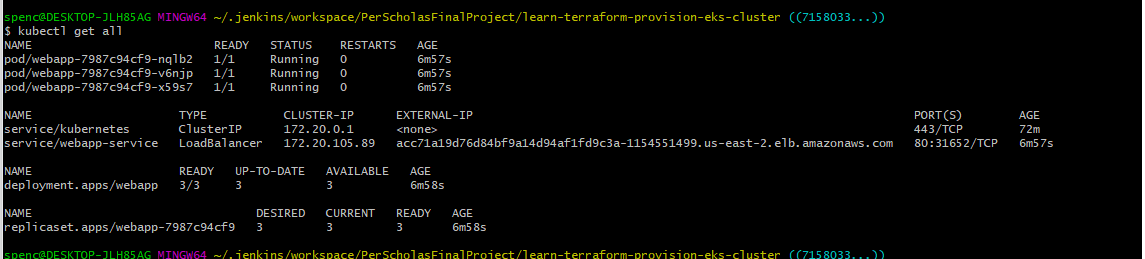 spenc@DESKTOP-JLH85AG MINGW64 ~/.jenkins/workspace/PerScholasFinalProject/learn-terraform-provision-eks-cluster ((7158033...))
$ kubectl get all
NAME READY STATUS RESTARTS AGE
pod/webapp-7987c94cf9-nqlb2 1/1 Running 0 6m57s
pod/webapp-7987c94cf9-v6njp 1/1 Running 0 6m57s
pod/webapp-7987c94cf9-x59s7 1/1 Running 0 6m57s
NAME TYPE CLUSTER-IP EXTERNAL-IP PORT(S) AGE
service/kubernetes ClusterIP 172.20.0.1 <none> 443/TCP 72m
service/webapp-service LoadBalancer 172.20.105.89 acc71a19d76d84bf9a14d94af1fd9c3a-1154551499.us-east-2.elb.amazonaws.com 80:31652/TCP 6m57s
NAME READY UP-TO-DATE AVAILABLE AGE
deployment.apps/webapp 3/3 3 3 6m58s
NAME DESIRED CURRENT READY AGE
replicaset.apps/webapp-7987c94cf9 3 3 3 6m58s
spenc@DESKTOP-JLH85AG MINGW64 ~/.jenkins/workspace/PerScholasFinalProject/learn-terraform-provision-eks-cluster ((7158033...))